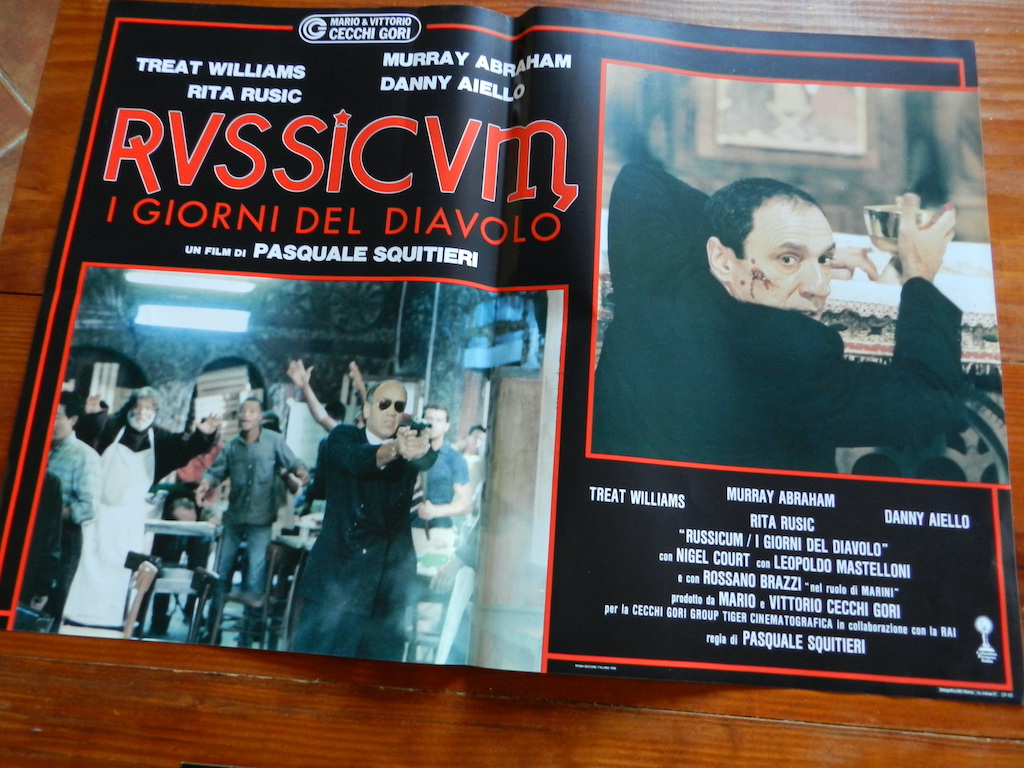 MARIO & VITTORIO
CECCHI GORI
TREAT WILLIAMS
MURRAY ABRAHAM
RITA RUSIC
DANNY AIELLO
RVSSICVM
I GIORNI DEL DIAVOLO
UN FILM DI PASQUALE SQUITIERI
TREAT WILLIAMS
MURRAY ABRAHAM
DANNY AIELLO
RITA RUSIC
"RUSSICUM / I GIORNI DEL DIAVOLO"
con NIGEL COURT con LEOPOLDO MASTELLONI
e con ROSSANO BRAZZI "nel ruolo di MARINI"
prodotto da MARIO e VITTORIO CECCHI GORI
per la CECCHI GORI GROUP TIGER CINEMATOGRAFICA in collaborazione con la RAI
regia di PASQUALE SQUITIERI